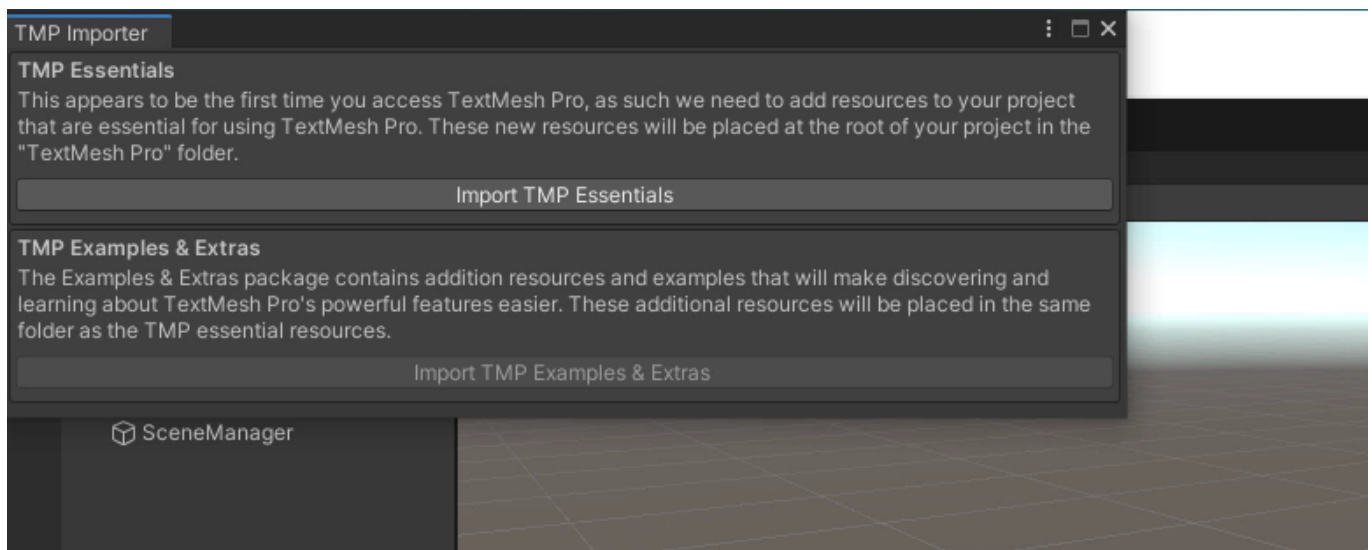 TMP Importer
TMP Essentials
This appears to be the first time you access TextMesh Pro, as such we need to add resources to your project
that are essential for using TextMesh Pro. These new resources will be placed at the root of your project in the
"TextMesh Pro" folder.
Import TMP Essentials
TMP Examples & Extras
The Examples & Extras package contains addition resources and examples that will make discovering and
learning about TextMesh Pro's powerful features easier. These additional resources will be placed in the same
folder as the TMP essential resources.
Import TMP Examples & Extras
SceneManager